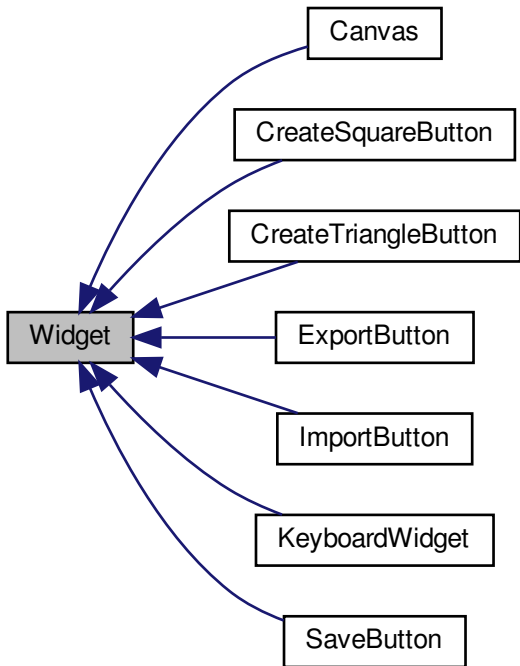 Canvas
CreateSquareButton
CreateTriangleButton
Widget
ExportButton
ImportButton
KeyboardWidget
SaveButton